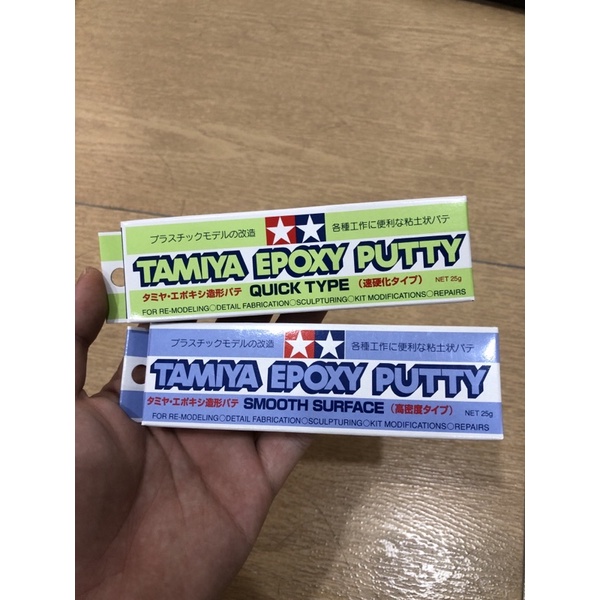 プラスチックモデルの改造 各種工作に便利な粘土状パテ
TAMIYA EPOXY PUTTY
タミヤ・エポキシ造形パテ QUICK TYPE (速硬化タイプ) NET 25g
FOR RE-MODELING○DETAIL FABRICATION○SCULPTURING○KIT MODIFICATIONS○REPAIRS
プラスチックモデルの改造 各種工作に便利な粘土状パテ
TAMIYA EPOXY PUTTY
タミヤ・エポキシ造形パテ SMOOTH SURFACE (高密度タイプ) NET 25g
FOR RE-MODELING○DETAIL FABRICATION○SCULPTURING○KIT MODIFICATIONS○REPAIRS